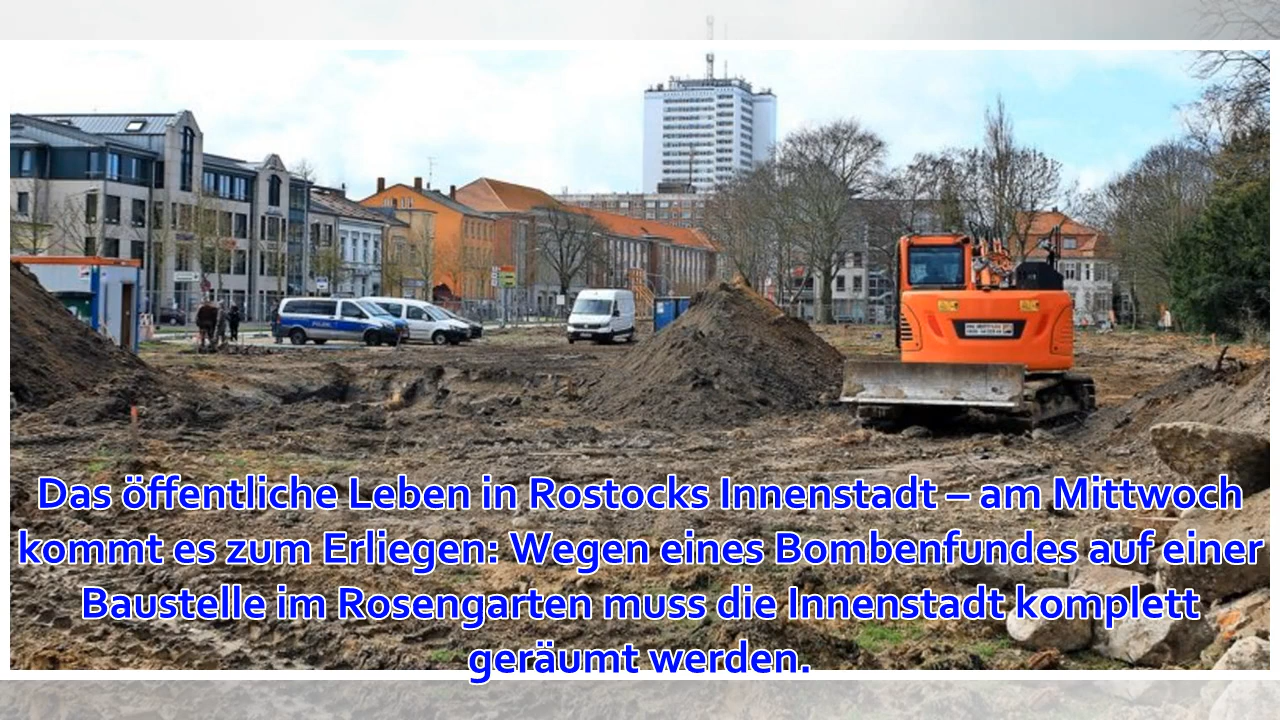 Das öffentliche Leben in Rostocks Innenstadt – am Mittwoch
kommt es zum Erliegen: Wegen eines Bombenfundes auf einer
Baustelle im Rosengarten muss die Innenstadt komplett
geräumt werden.